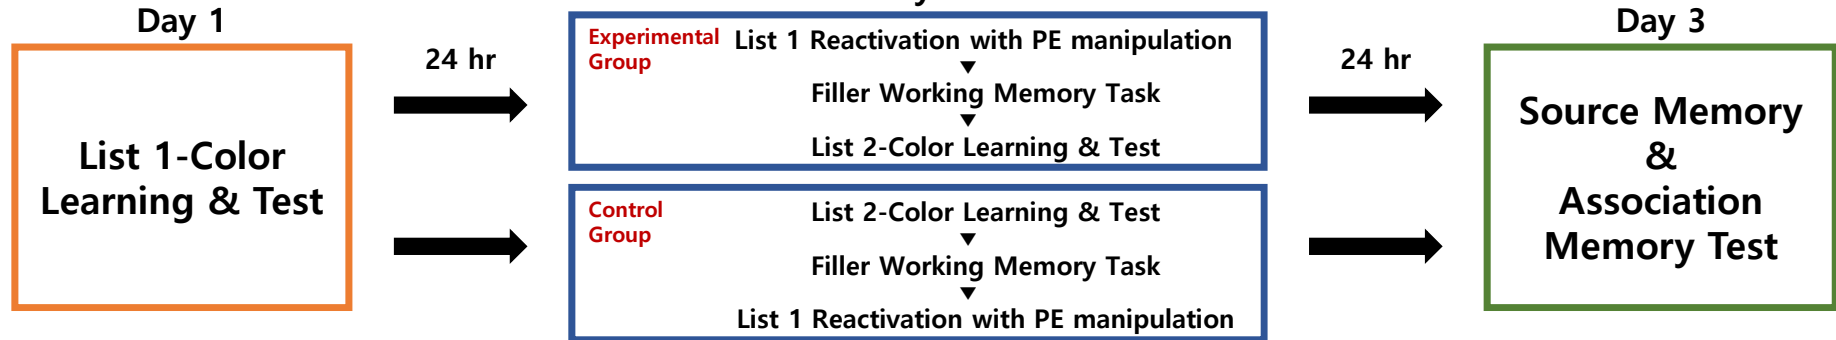 Day 1
List 1-Color
Learning & Test
24 hr
Experimental
Group
List 1 Reactivation with PE manipulation
Filler Working Memory Task
List 2-Color Learning & Test
Control
Group
List 2-Color Learning & Test
Filler Working Memory Task
List 1 Reactivation with PE manipulation
24 hr
Day 3
Source Memory
&
Association
Memory Test